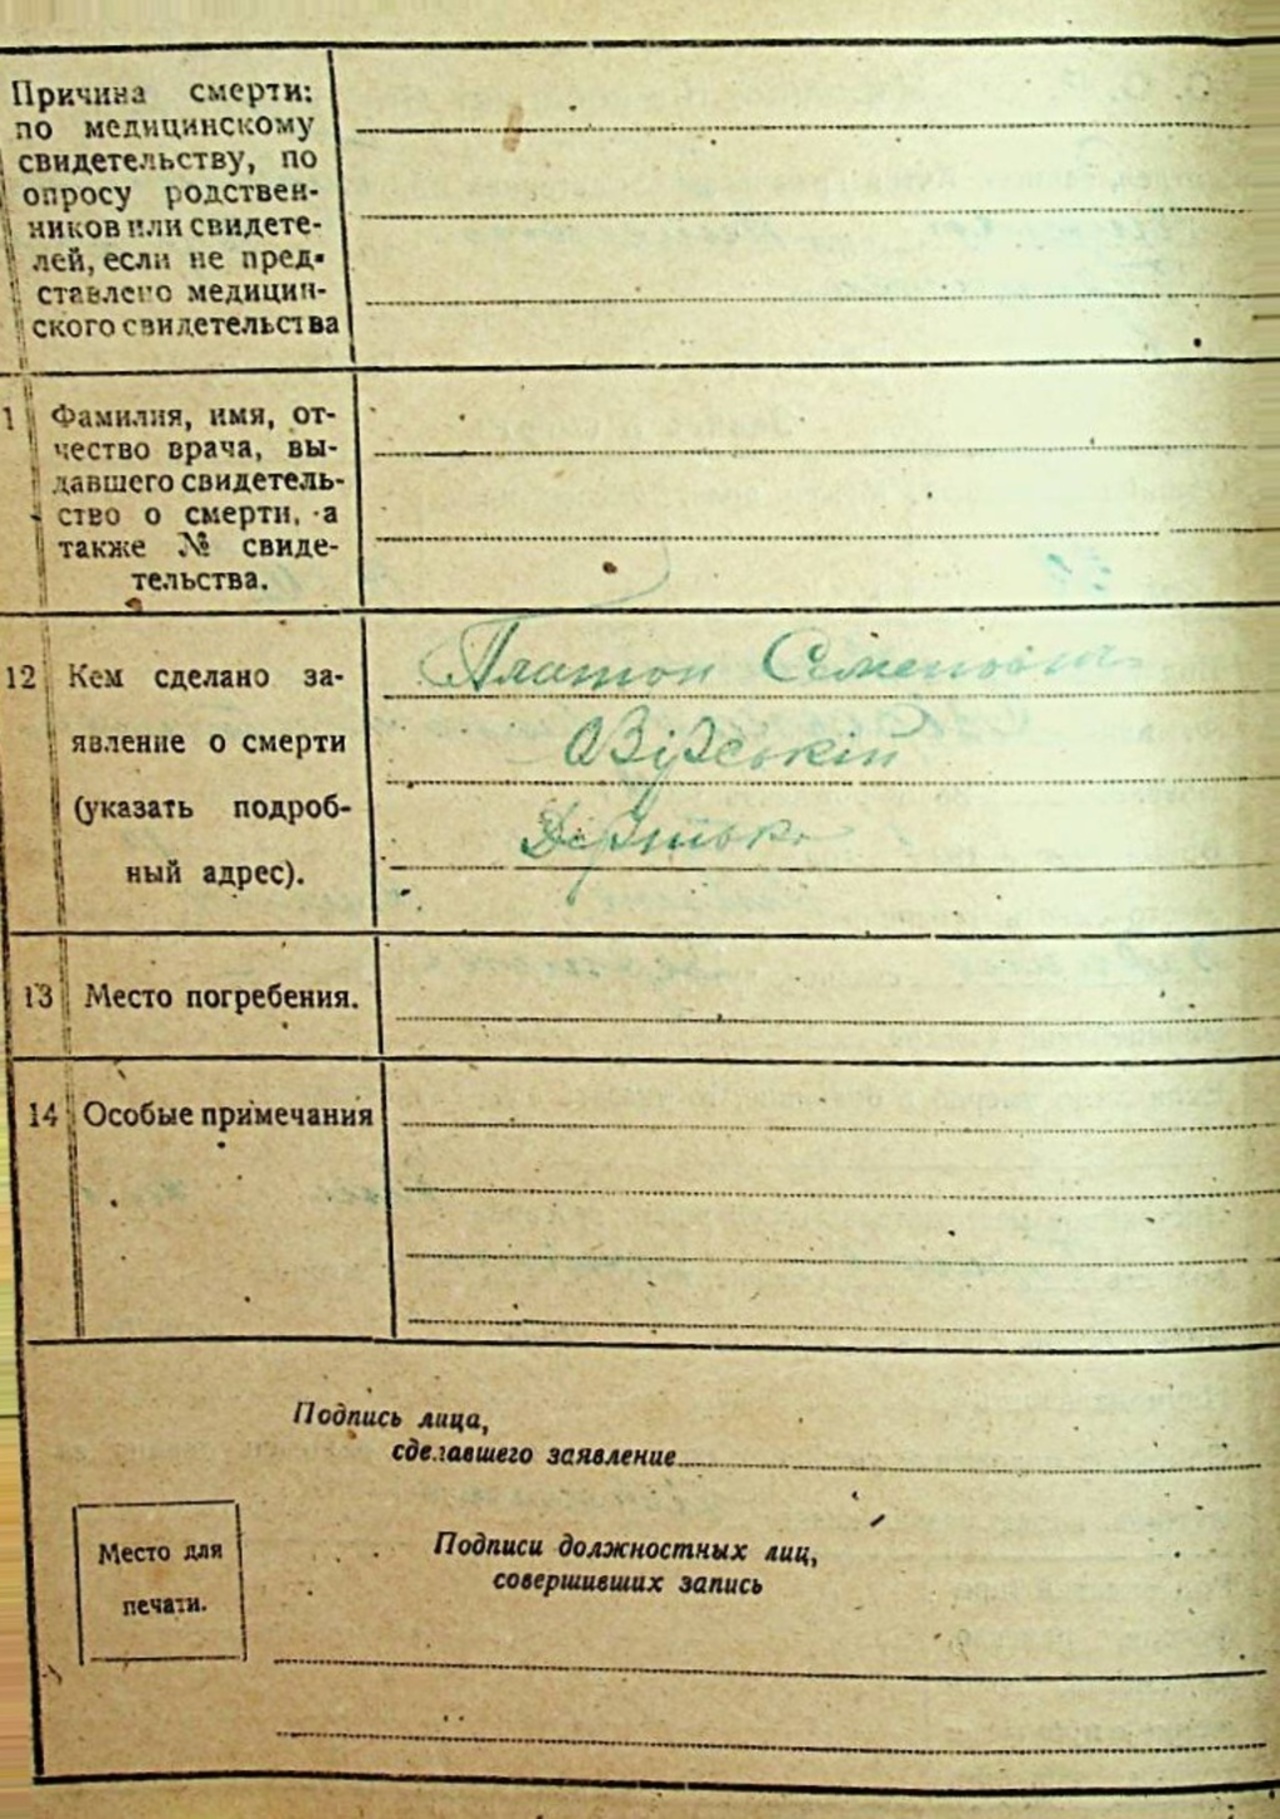 Причина смерти:
по медицинскому
свидетельству, по
опросу родствен-
ников или свидете-
лей, если не пред-
ставлено медицин-
ского свидетельства
1 Фамилия, имя, от-
чество врача, вы-
давшего свидетель-
ство о смерти, а
также № свиде-
тельства.
12 Кем сделано за-
явление о смерти
(указать подроб-
ный адрес).
Платон Семенович
13 Место погребения.
14 Особые примечания
Подпись лица,
сделавшего заявление
Место для
печати.
Подписи должностных лиц,
совершивших запись